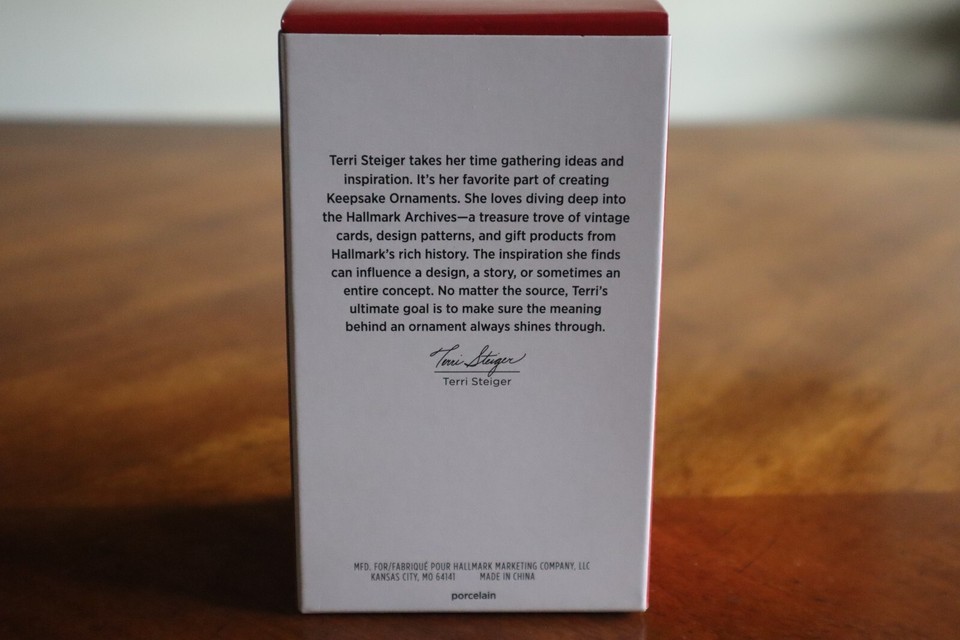 Terri Steiger takes her time gathering ideas and
inspiration. It's her favorite part of creating
Keepsake Ornaments. She loves diving deep into
the Hallmark Archives—a treasure trove of vintage
cards, design patterns, and gift products from
Hallmark's rich history. The inspiration she finds
can influence a design, a story, or sometimes an
entire concept. No matter the source, Terri's
ultimate goal is to make sure the meaning
behind an ornament always shines through.
Terri Steiger
Terri Steiger
MFD. FOR/FABRIQUÉ POUR HALLMARK MARKETING COMPANY, LLC
KANSAS CITY, MO 64141 MADE IN CHINA
porcelain